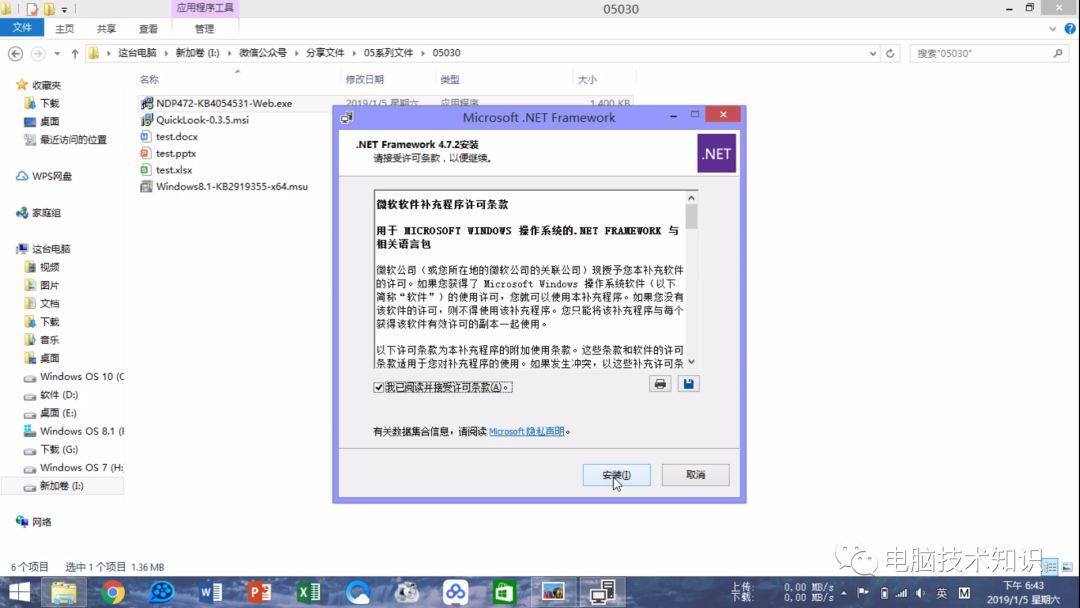 应用程序工具
05030
文件
主页
共享
查看
管理
这台电脑
新加卷 (I:)
微信公众号
分享文件
05系列文件
05030
搜索"05030"
收藏夹
下载
桌面
最近访问的位置
WPS网盘
家庭组
这台电脑
视频
图片
文档
下载
音乐
桌面
Windows OS 10 (C
软件 (D:)
桌面 (E:)
Windows OS 8.1 (F
下载 (G:)
Windows OS 7 (H:
新加卷 (I:)
网络
名称
修改日期
类型
大小
NDP472-KB4054531-Web.exe
2019/1/5 星期六
应用程序
1,400 KB
QuickLook-0.3.5.msi
test.docx
test.pptx
test.xlsx
Windows8.1-KB2919355-x64.msu
Microsoft .NET Framework
.NET Framework 4.7.2安装
请接受许可条款，以便继续。
.NET
微软软件补充程序许可条款
用于 MICROSOFT WINDOWS 操作系统的.NET FRAMEWORK 与
相关语言包
微软公司（或您所在地的微软公司的关联公司）现授予您本补充软件
的许可。如果您获得了 Microsoft Windows 操作系统软件（以下
简称“软件”）的使用许可，您就可以使用本补充程序。如果您没有
该软件的许可，则不得使用该补充程序。您只能将该补充程序与每个
获得该软件有效许可的副本一起使用。
以下许可条款为本补充程序的附加使用条款。这些条款和软件的许可
条款适用于您对补充程序的使用。如果发生冲突，以这些补充许可条
我已阅读并接受许可条款(A)。
有关数据集合信息，请阅读 Microsoft 隐私声明。
安装(I)
取消
6 个项目
选中 1 个项目 1.36 MB
电脑技术知识
上传:
0.00 MB/s
下载:
0.00 MB/s
英
M
下午 6:43
2019/1/5 星期六